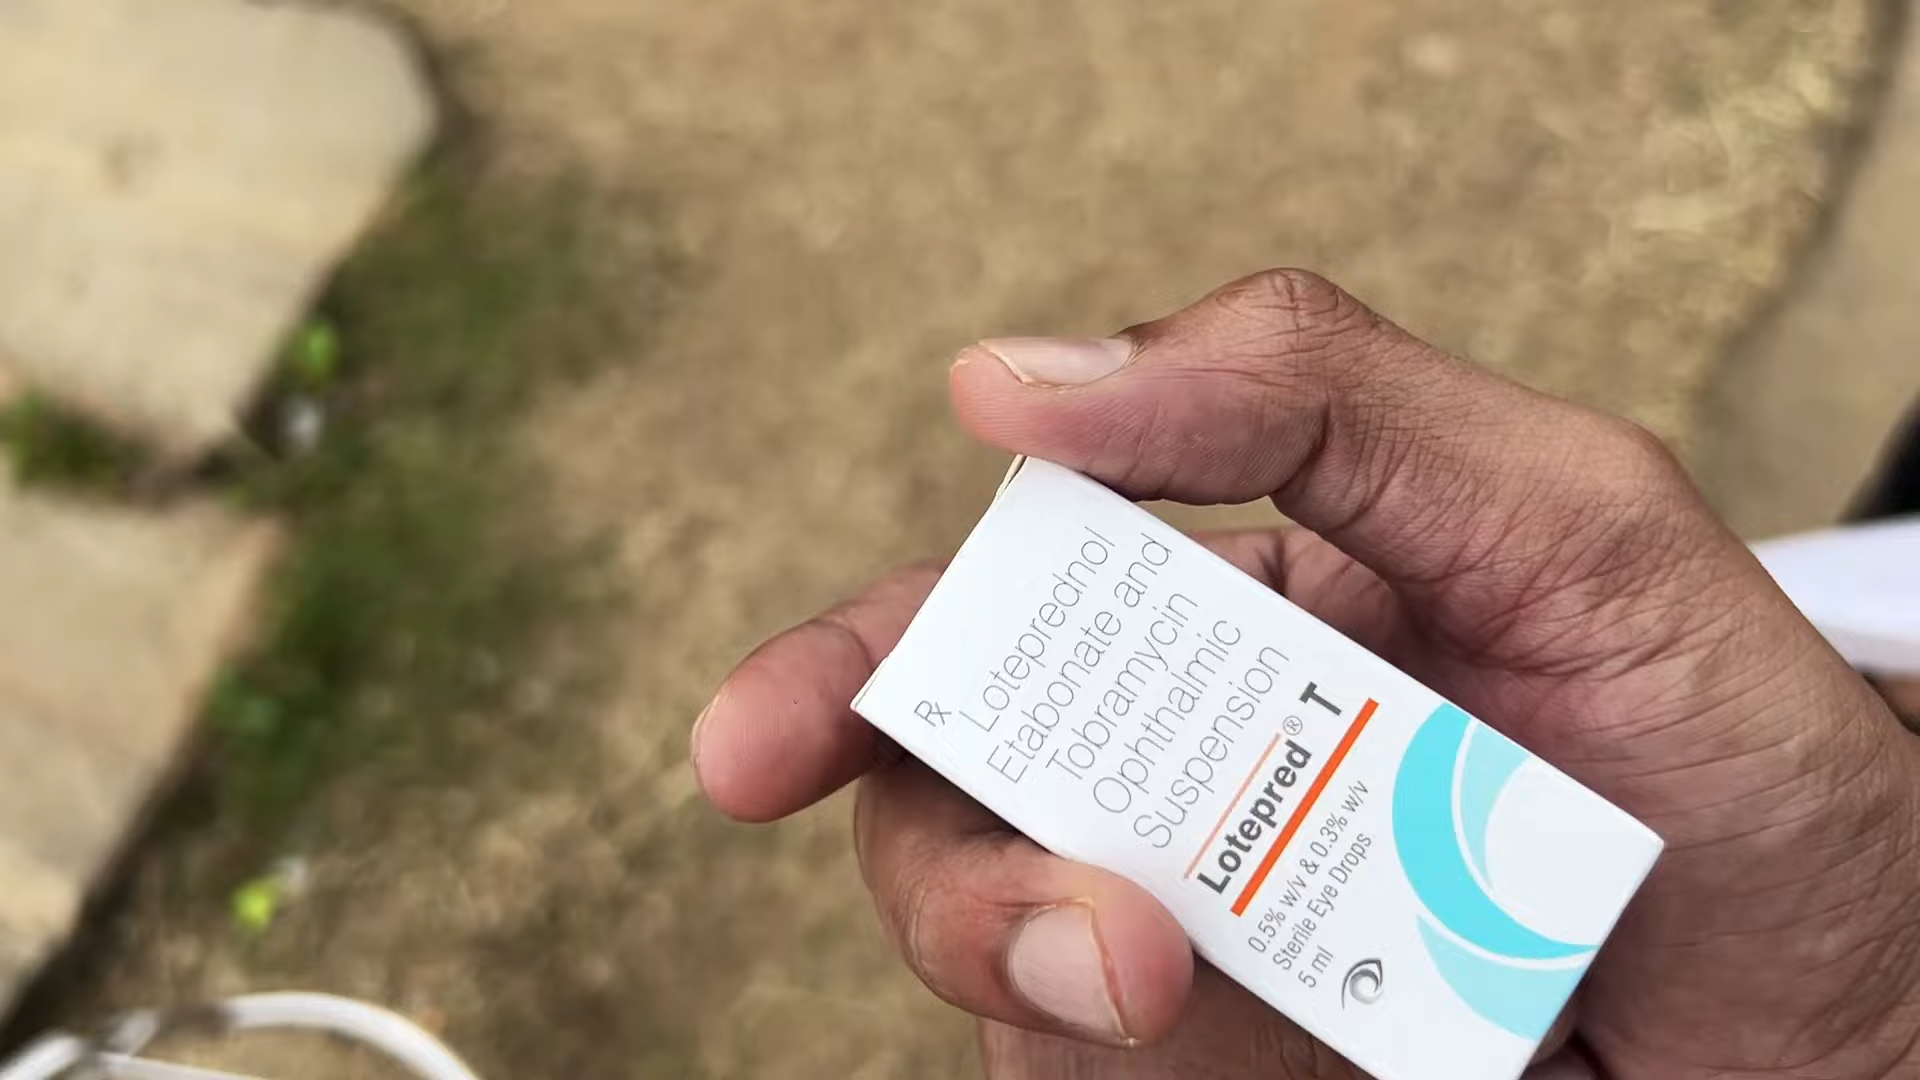 Rx
Loteprednol
Etabonate and
Tobramycin
Ophthalmic
Suspension
Lotepred® T
0.5% w/v & 0.3% w/v
Sterile Eye Drops
5 ml